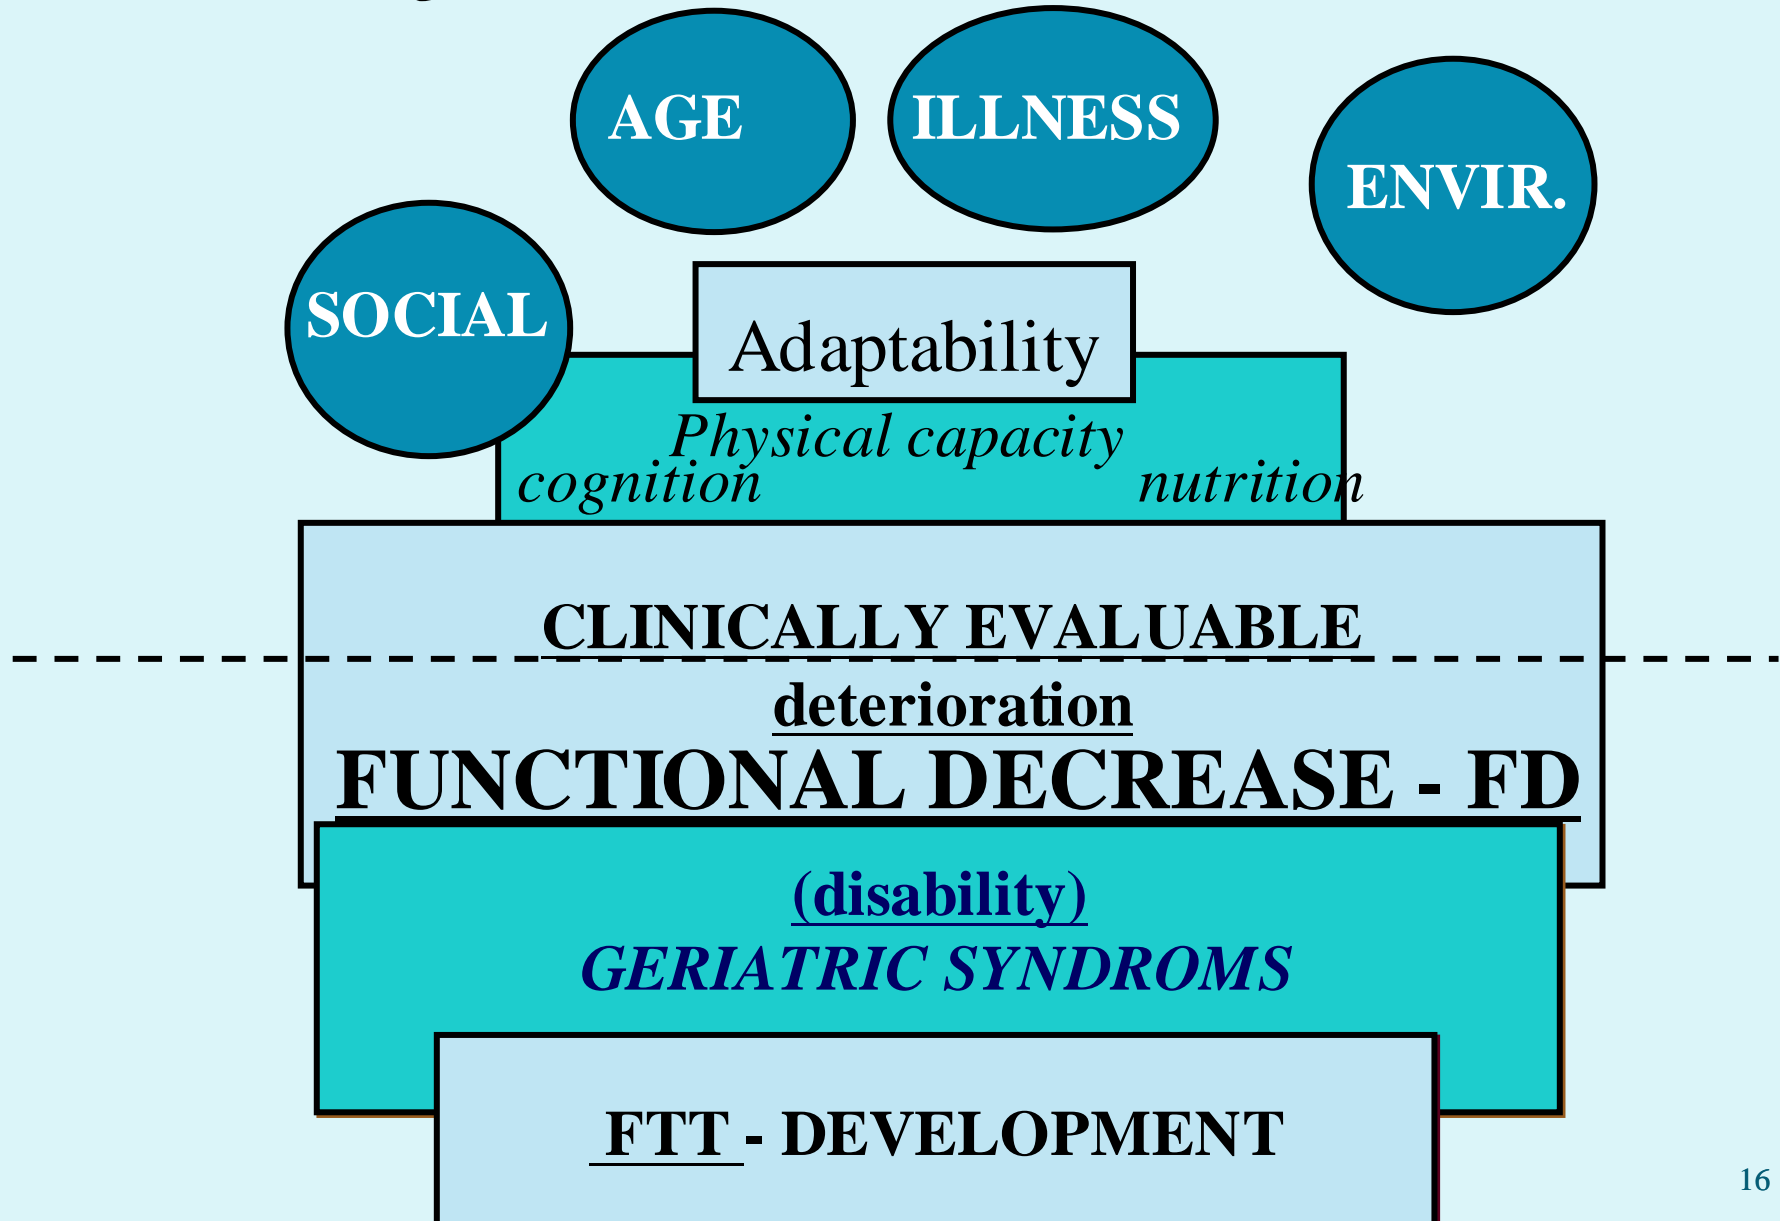 AGE
ILLNESS
ENVIR.
SOCIAL
Adaptability
Physical capacity
cognition
nutrition
CLINICALLY EVALUABLE
deterioration
FUNCTIONAL DECREASE - FD
(disability)
GERIATRIC SYNDROMS
FTT - DEVELOPMENT
16